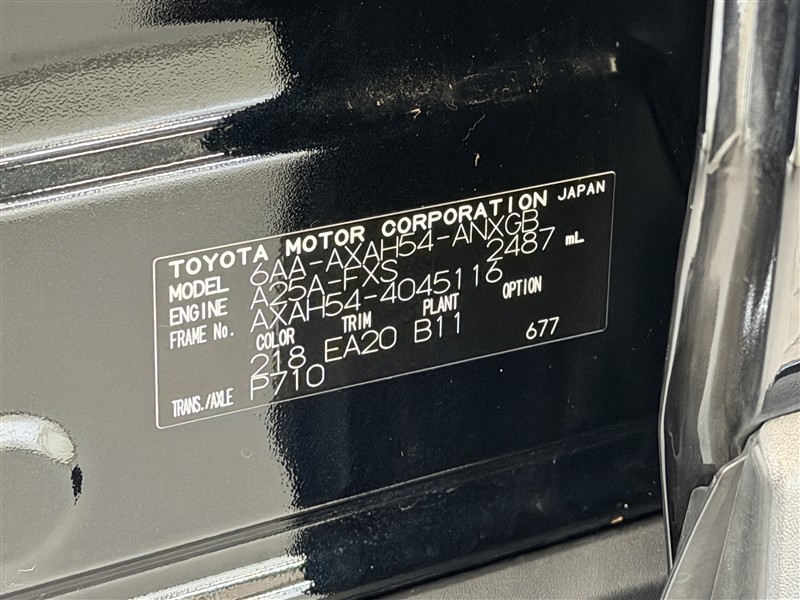 TOYOTA MOTOR CORPORATION JAPAN
MODEL 6AA-AXAH54-ANXGB
ENGINE A25A-FXS 2487 mL
FRAME No. AXAH54-4045116
COLOR TRIM PLANT OPTION
218 EA20 B11 677
TRANS./AXLE P710